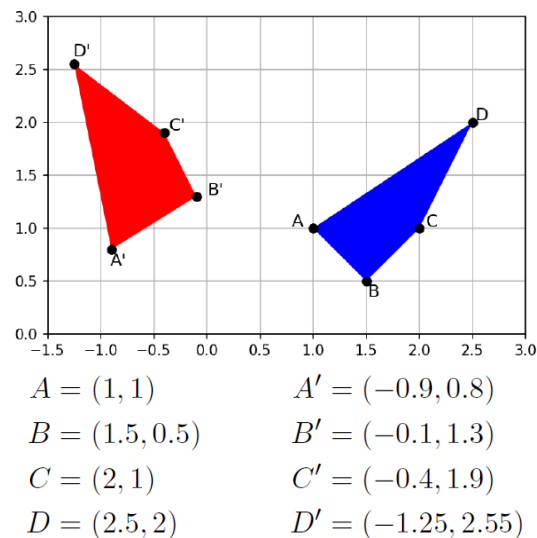 3.0
D'
2.5
C'
D
2.0
1.5
B'
A
C
1.0
A'
B
0.5
0.0
−1.5 −1.0 −0.5 0.0 0.5 1.0 1.5 2.0 2.5 3.0
A = (1, 1) A′ = (−0.9, 0.8)
B = (1.5, 0.5) B′ = (−0.1, 1.3)
C = (2, 1) C′ = (−0.4, 1.9)
D = (2.5, 2) D′ = (−1.25, 2.55)